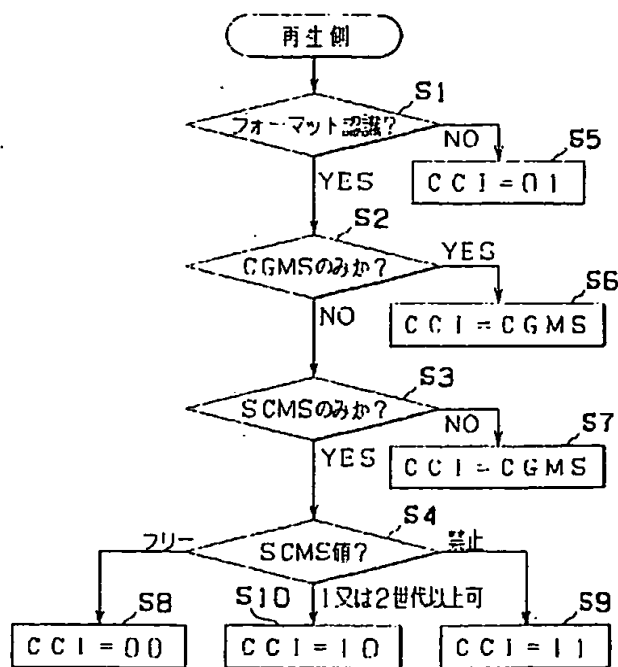 再生側
S1
フォーマット認識?
NO
S5
YES
CCI=01
S2
CGMSのみか?
YES
S6
NO
CCI=CGMS
S3
SCMSのみか?
NO
S7
YES
CCI=CGMS
S4
フリー
SCMS値?
禁止
S8
S10
1又は2世代以上可
S9
CCI=00
CCI=10
CCI=11